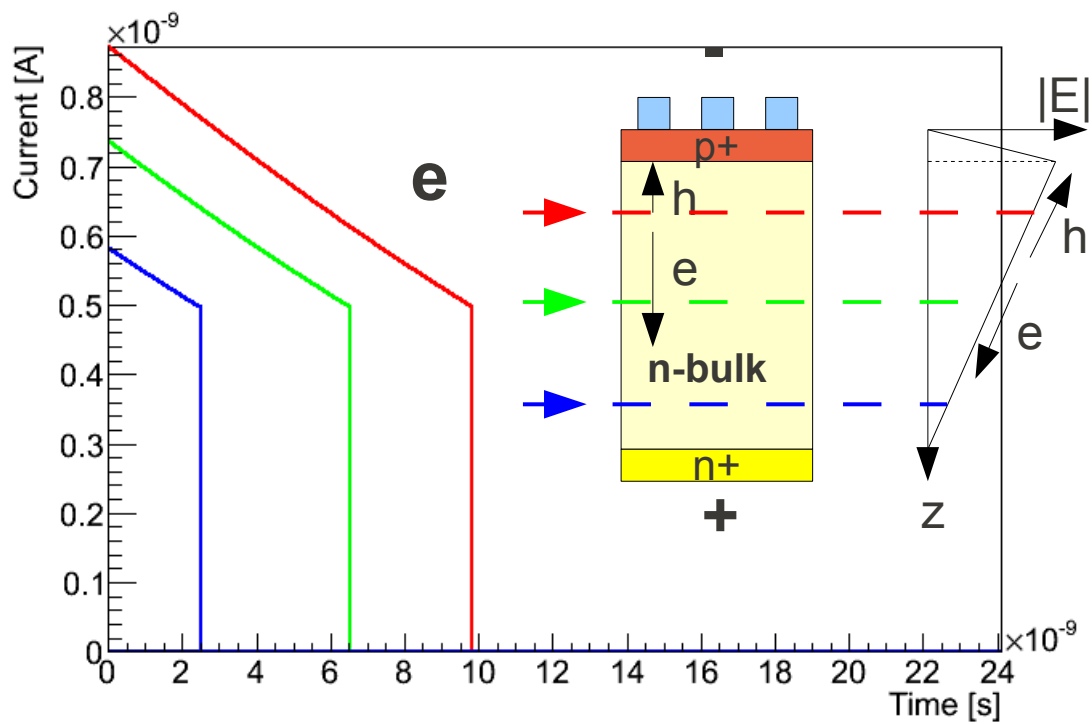 ×10⁻⁹
Current [A]
0.8
0.7
0.6
0.5
0.4
0.3
0.2
0.1
0
0 2 4 6 8 10 12 14 16 18 20 22 24
×10⁻⁹
Time [s]
e
-
p+
h
e
n-bulk
n+
+
|E|
h
e
z